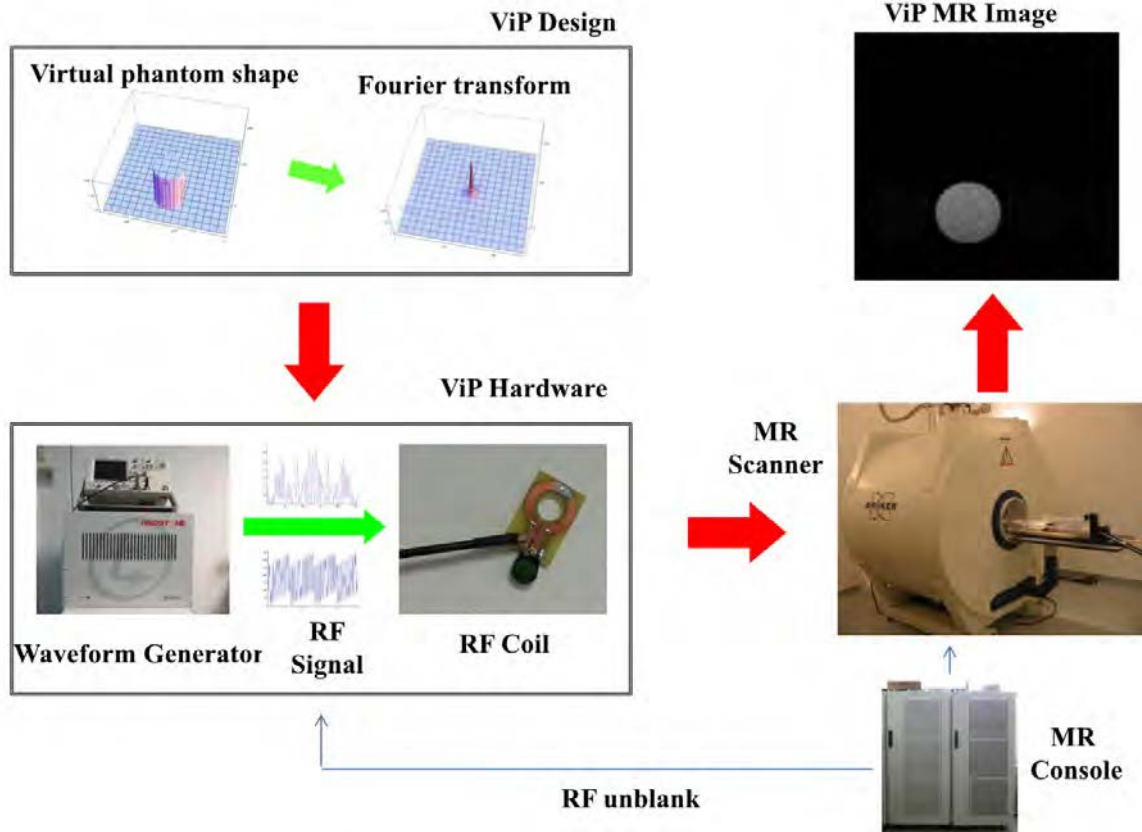 ViP Design
ViP MR Image
Virtual phantom shape
Fourier transform
ViP Hardware
MR
Scanner
BRUKER
Waveform Generator
RF
Signal
RF Coil
MR
Console
RF unblank